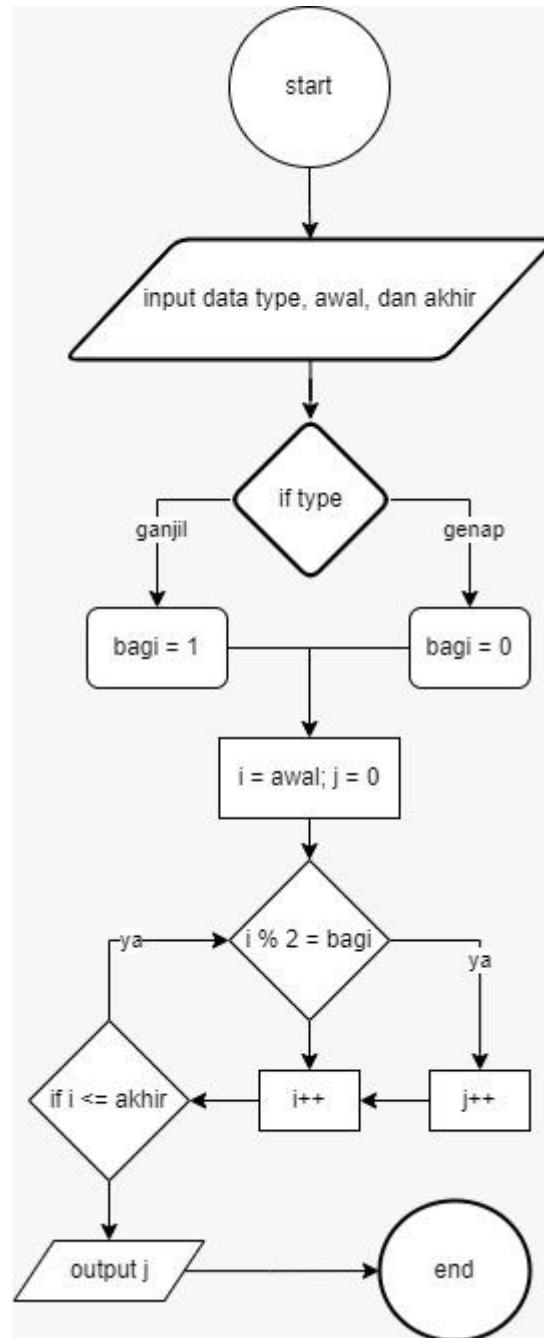 start
input data type, awal, dan akhir
if type
ganjil
genap
bagi = 1
bagi = 0
i = awal; j = 0
i % 2 = bagi
ya
ya
if i <= akhir
i++
j++
output j
end